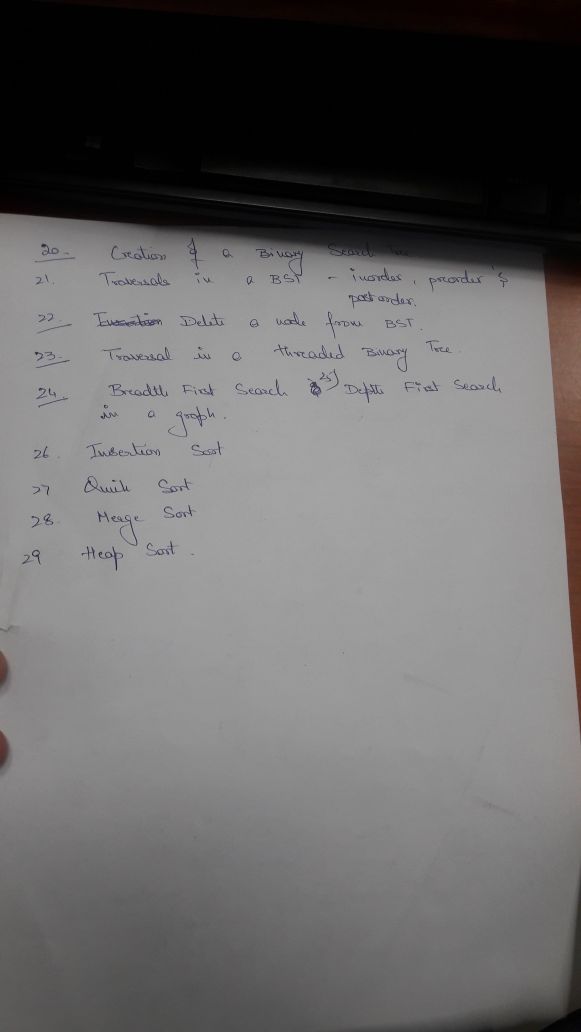 20. Creation of a Binary Search
21. Traversals in a BST - inorder, preorder &
postorder.
22. Insertion Delete a node from BST.
23. Traversal in a threaded Binary Tree.
24. Breadth First Search & 25) Depth First Search
in a graph.
26. Insertion Sort
27 Quik Sort
28. Merge Sort
29 Heap Sort.